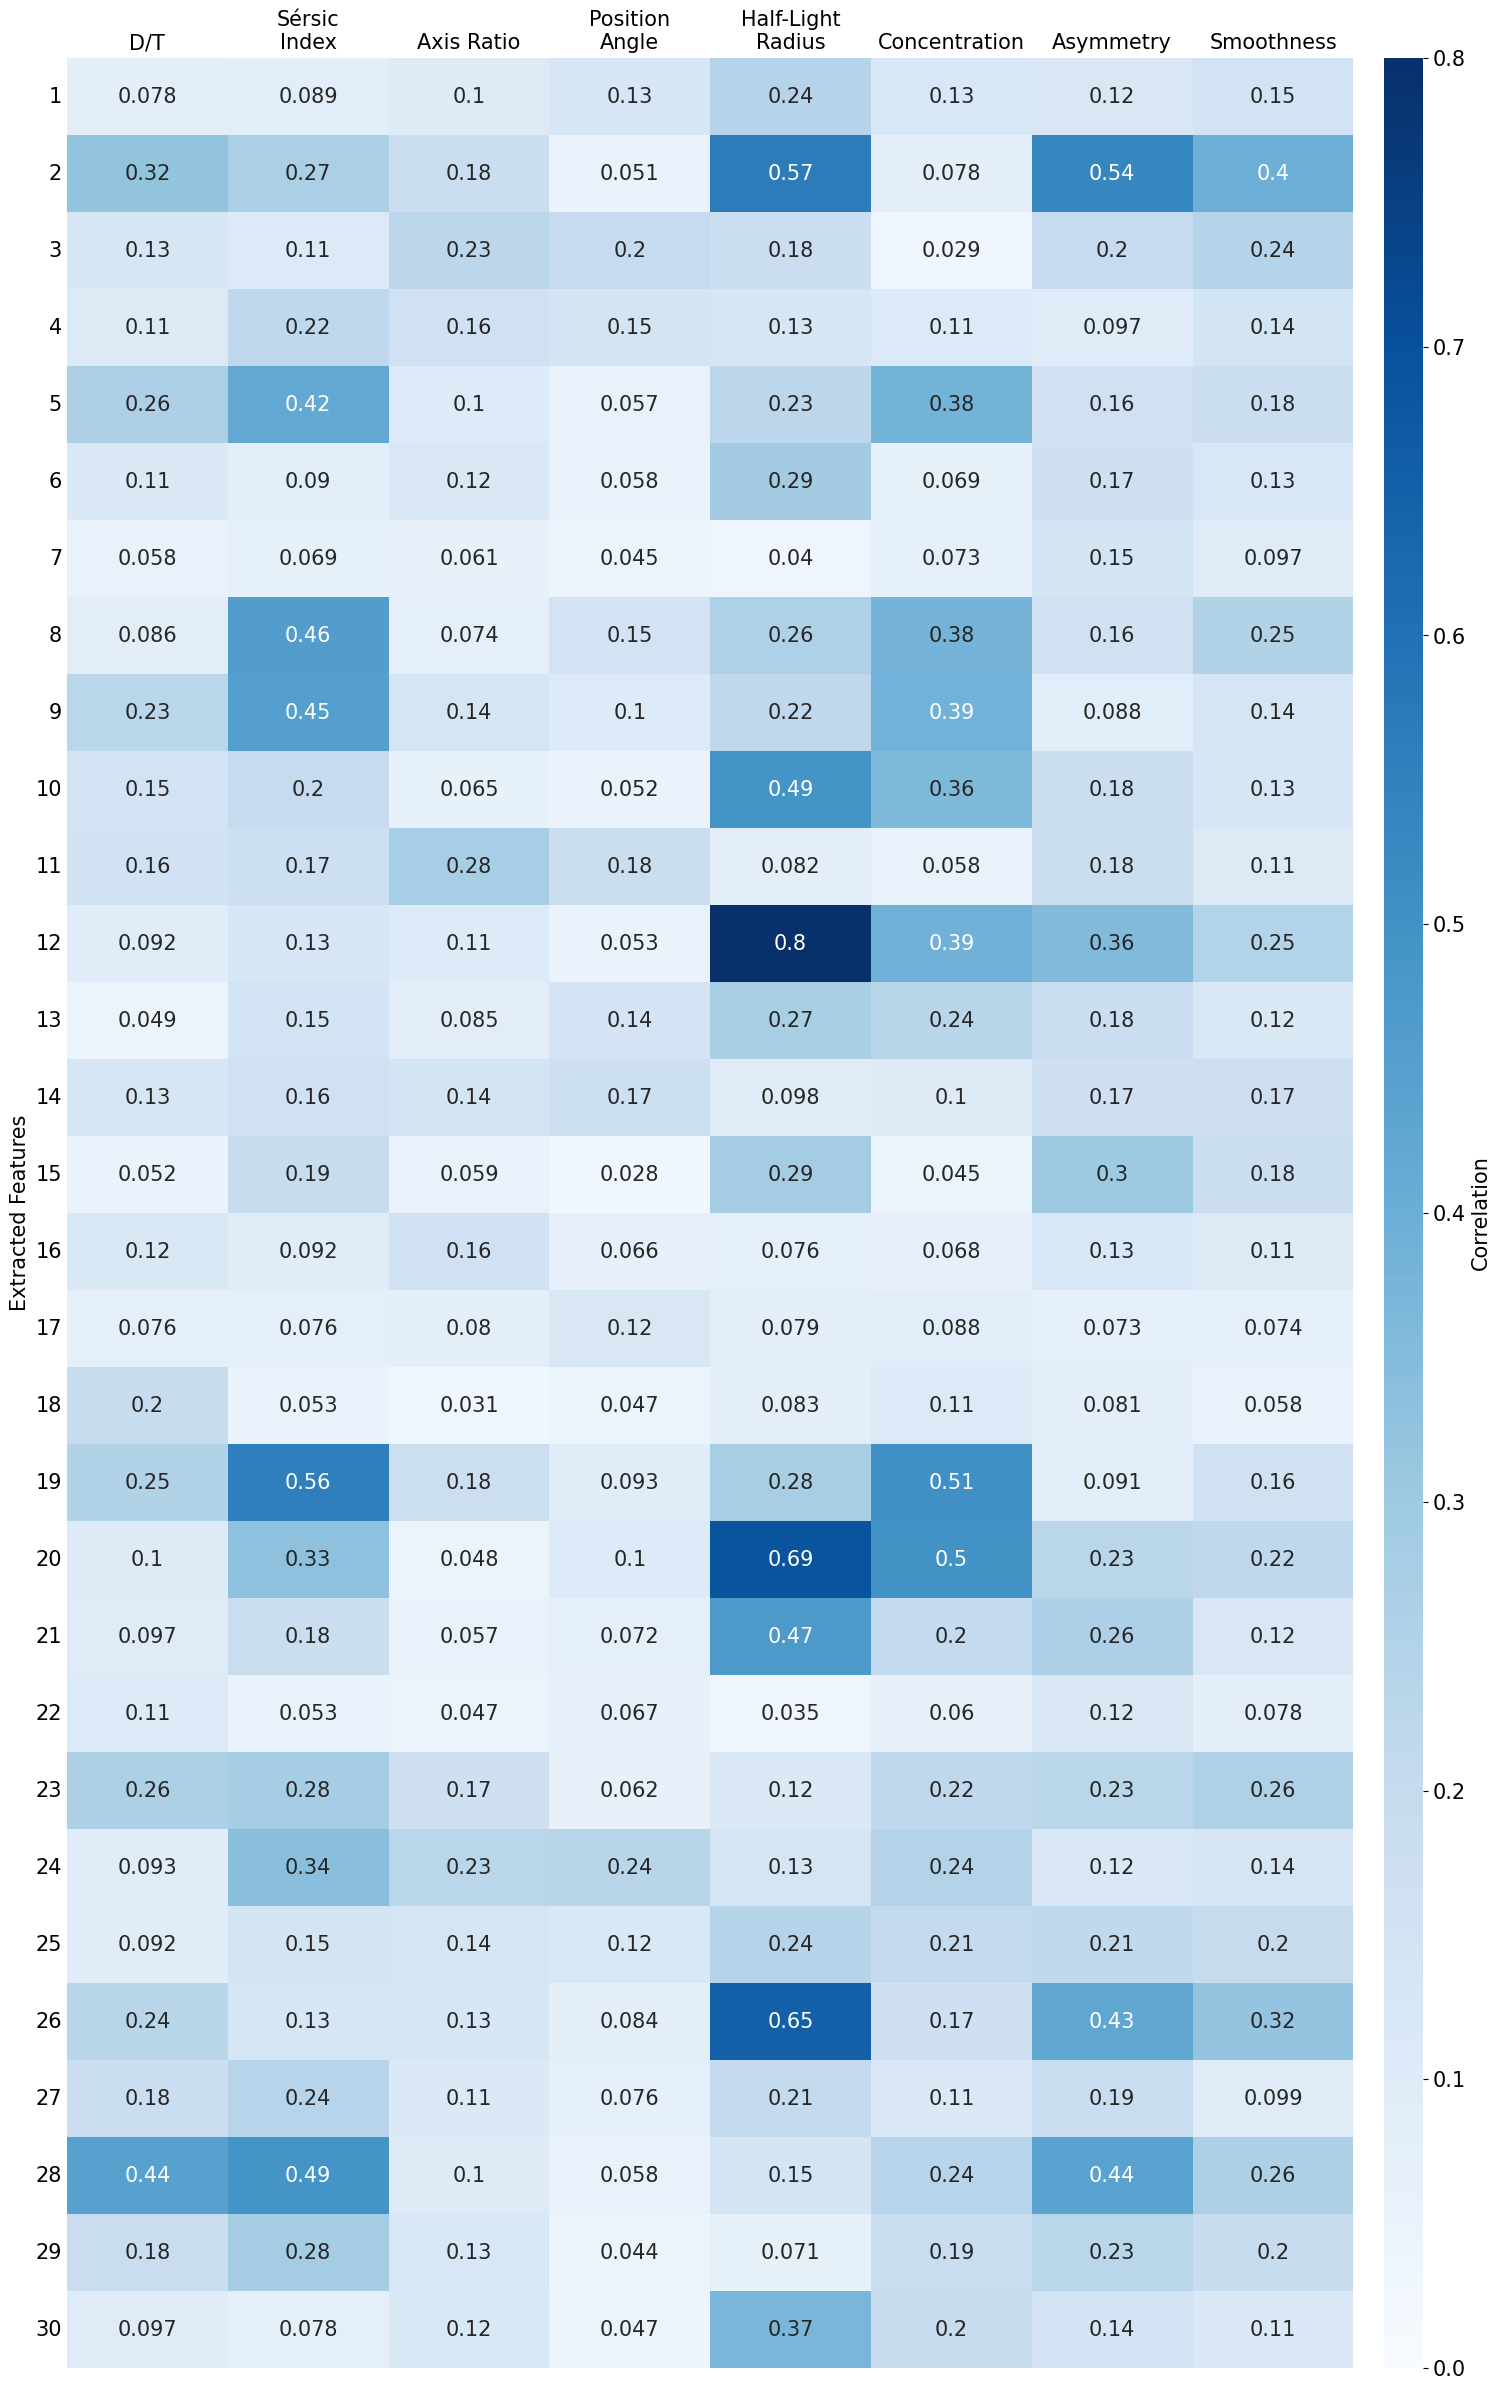 D/T Sérsic Index Axis Ratio Position Angle Half-Light Radius Concentration Asymmetry Smoothness
1 0.078 0.089 0.1 0.13 0.24 0.13 0.12 0.15
2 0.32 0.27 0.18 0.051 0.57 0.078 0.54 0.4
3 0.13 0.11 0.23 0.2 0.18 0.029 0.2 0.24
4 0.11 0.22 0.16 0.15 0.13 0.11 0.097 0.14
5 0.26 0.42 0.1 0.057 0.23 0.38 0.16 0.18
6 0.11 0.09 0.12 0.058 0.29 0.069 0.17 0.13
7 0.058 0.069 0.061 0.045 0.04 0.073 0.15 0.097
8 0.086 0.46 0.074 0.15 0.26 0.38 0.16 0.25
9 0.23 0.45 0.14 0.1 0.22 0.39 0.088 0.14
10 0.15 0.2 0.065 0.052 0.49 0.36 0.18 0.13
11 0.16 0.17 0.28 0.18 0.082 0.058 0.18 0.11
12 0.092 0.13 0.11 0.053 0.8 0.39 0.36 0.25
13 0.049 0.15 0.085 0.14 0.27 0.24 0.18 0.12
14 0.13 0.16 0.14 0.17 0.098 0.1 0.17 0.17
15 0.052 0.19 0.059 0.028 0.29 0.045 0.3 0.18
16 0.12 0.092 0.16 0.066 0.076 0.068 0.13 0.11
17 0.076 0.076 0.08 0.12 0.079 0.088 0.073 0.074
18 0.2 0.053 0.031 0.047 0.083 0.11 0.081 0.058
19 0.25 0.56 0.18 0.093 0.28 0.51 0.091 0.16
20 0.1 0.33 0.048 0.1 0.69 0.5 0.23 0.22
21 0.097 0.18 0.057 0.072 0.47 0.2 0.26 0.12
22 0.11 0.053 0.047 0.067 0.035 0.06 0.12 0.078
23 0.26 0.28 0.17 0.062 0.12 0.22 0.23 0.26
24 0.093 0.34 0.23 0.24 0.13 0.24 0.12 0.14
25 0.092 0.15 0.14 0.12 0.24 0.21 0.21 0.2
26 0.24 0.13 0.13 0.084 0.65 0.17 0.43 0.32
27 0.18 0.24 0.11 0.076 0.21 0.11 0.19 0.099
28 0.44 0.49 0.1 0.058 0.15 0.24 0.44 0.26
29 0.18 0.28 0.13 0.044 0.071 0.19 0.23 0.2
30 0.097 0.078 0.12 0.047 0.37 0.2 0.14 0.11
Extracted Features
0.8
0.7
0.6
0.5
0.4
0.3
0.2
0.1
0.0
Correlation